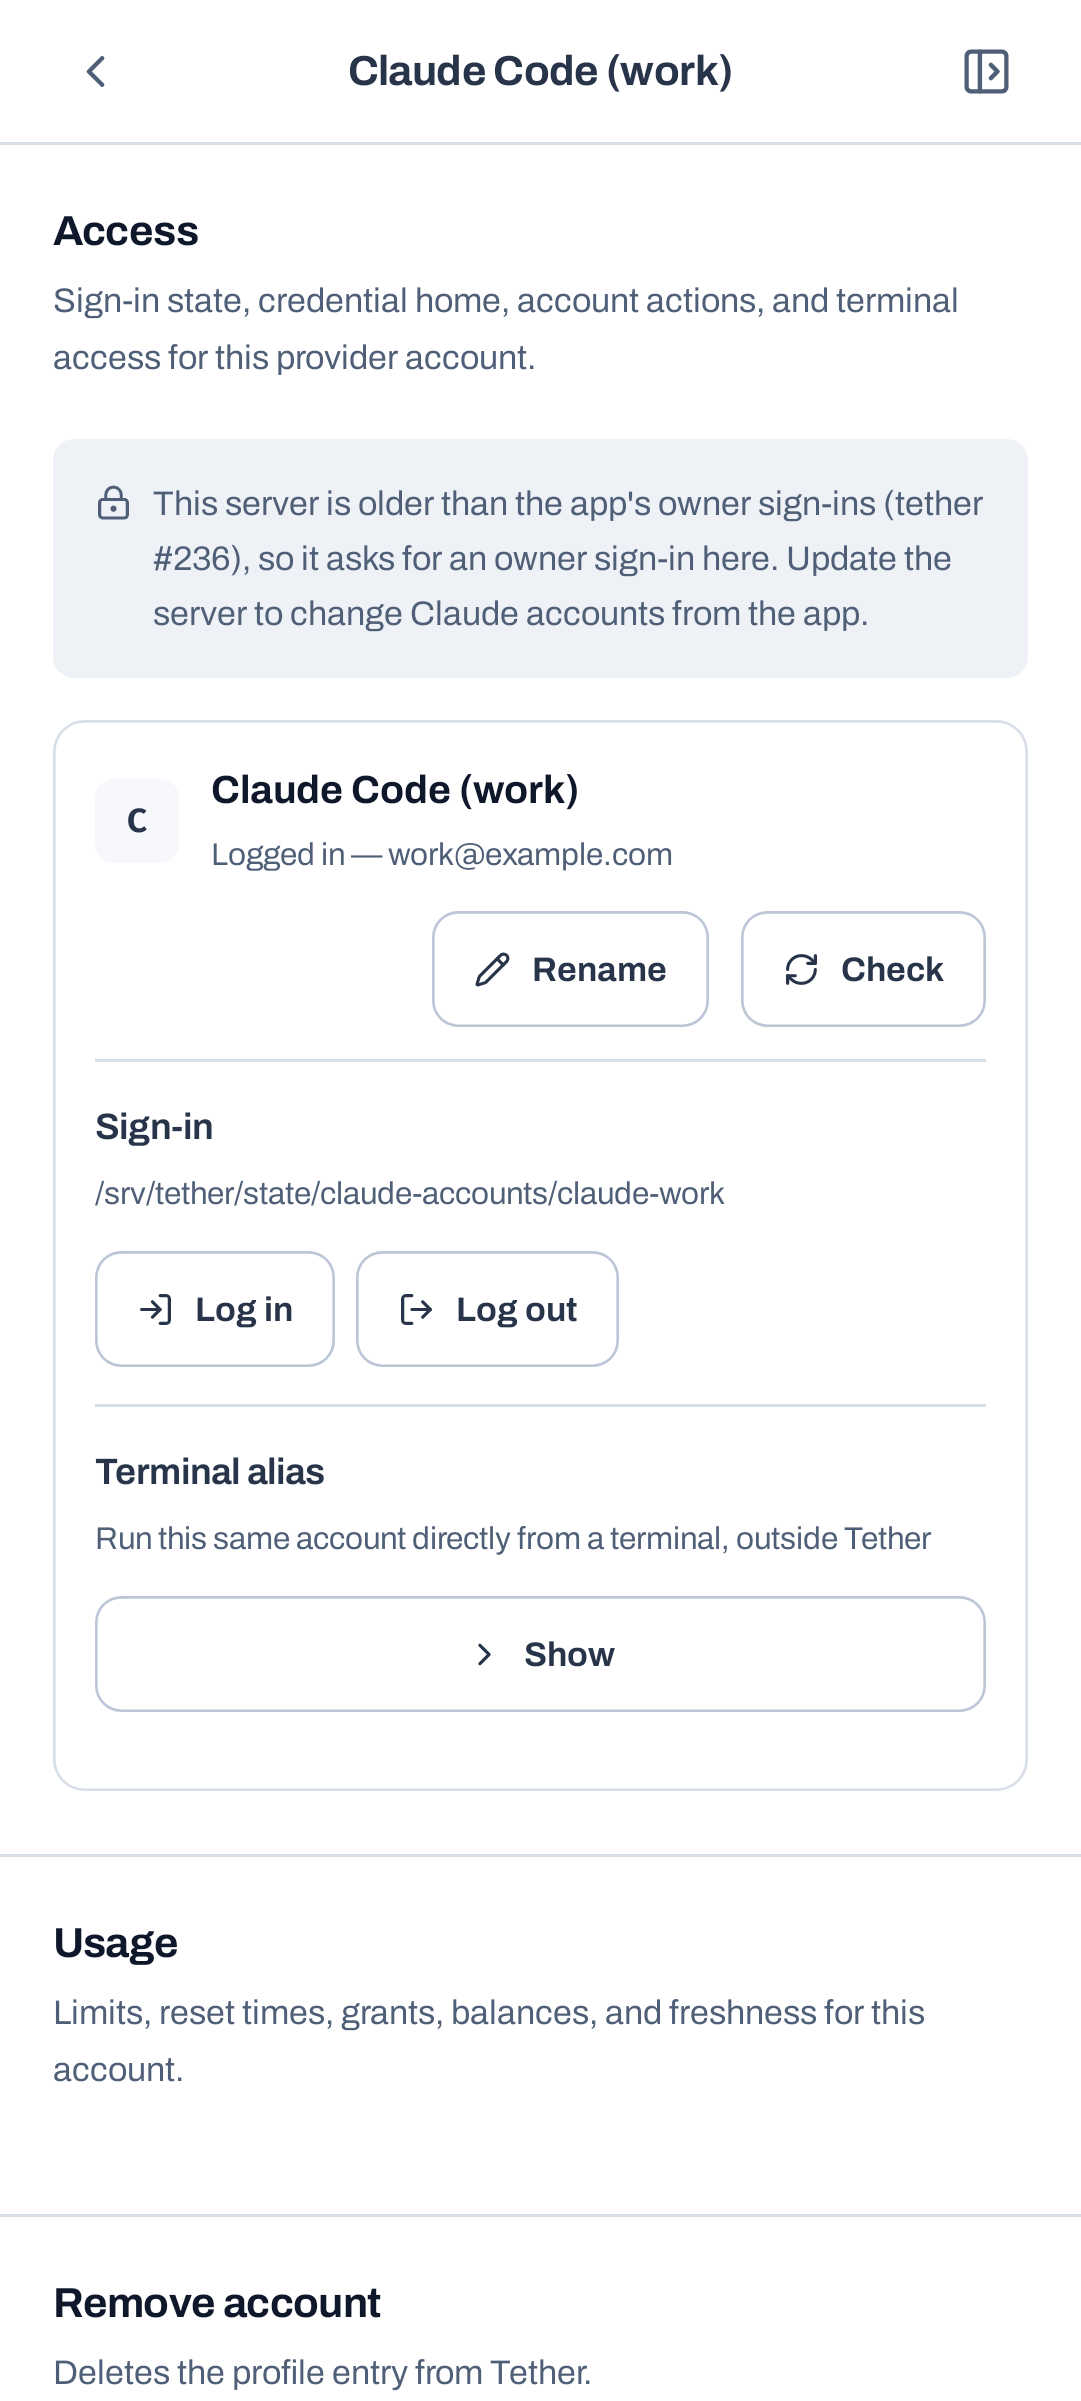 Claude Code (work)
Access
Sign-in state, credential home, account actions, and terminal
access for this provider account.
This server is older than the app's owner sign-ins (tether
#236), so it asks for an owner sign-in here. Update the
server to change Claude accounts from the app.
C
Claude Code (work)
Logged in — work@example.com
Rename
Check
Sign-in
/srv/tether/state/claude-accounts/claude-work
Log in
Log out
Terminal alias
Run this same account directly from a terminal, outside Tether
Show
Usage
Limits, reset times, grants, balances, and freshness for this
account.
Remove account
Deletes the profile entry from Tether.